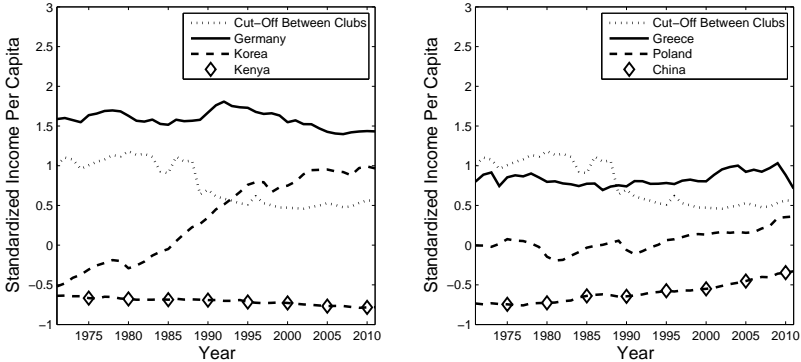 Standardized Income Per Capita
3
2.5
2
1.5
1
0.5
0
−0.5
−1
Cut−Off Between Clubs
Germany
Korea
Kenya
1975 1980 1985 1990 1995 2000 2005 2010
Year
Standardized Income Per Capita
3
2.5
2
1.5
1
0.5
0
−0.5
−1
Cut−Off Between Clubs
Greece
Poland
China
1975 1980 1985 1990 1995 2000 2005 2010
Year